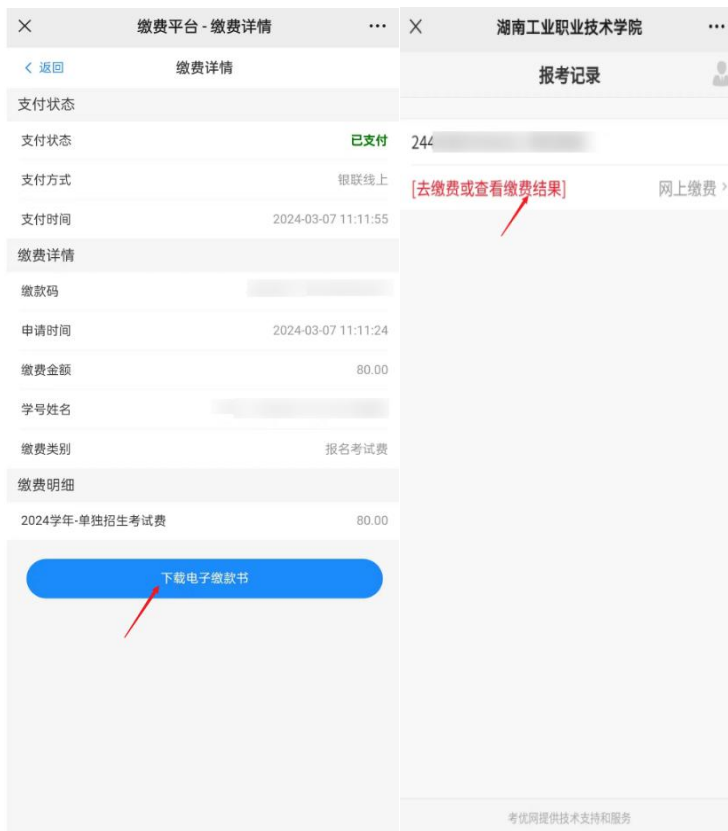 缴费平台 - 缴费详情
返回
缴费详情
支付状态
支付状态 已支付
支付方式 银联线上
支付时间 2024-03-07 11:11:55
缴费详情
缴款码
申请时间 2024-03-07 11:11:24
缴费金额 80.00
学号姓名
缴费类别 报名考试费
缴费明细
2024学年-单独招生考试费 80.00
下载电子缴款书
湖南工业职业技术学院
报考记录
244
[去缴费或查看缴费结果] 网上缴费
考优网提供技术支持和服务